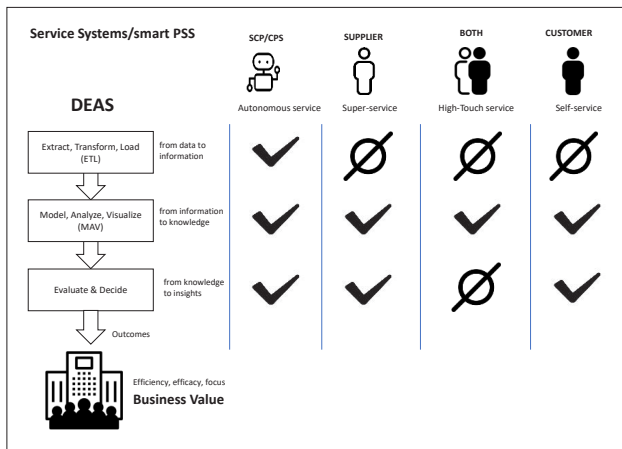 Service Systems/smart PSS
SCP/CPS
SUPPLIER
BOTH
CUSTOMER
DEAS
Autonomous service
Super-service
High-Touch service
Self-service
Extract, Transform, Load
(ETL)
from data to
information
Model, Analyze, Visualize
(MAV)
from information
to knowledge
Evaluate & Decide
from knowledge
to insights
Outcomes
Efficiency, efficacy, focus
Business Value